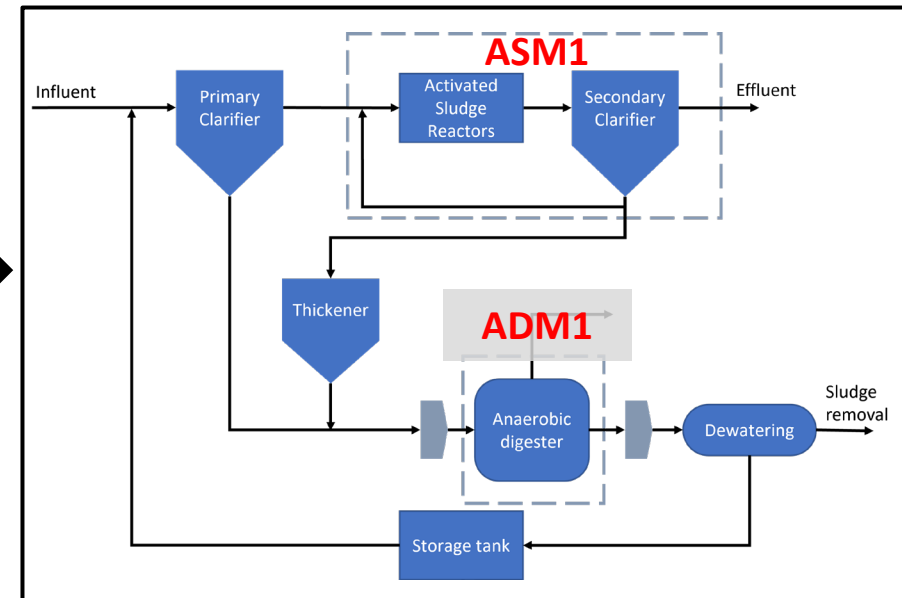 ASM1
Influent
Primary
Clarifier
Activated
Sludge
Reactors
Secondary
Clarifier
Effluent
Thickener
ADM1
Anaerobic
digester
Dewatering
Sludge
removal
Storage tank